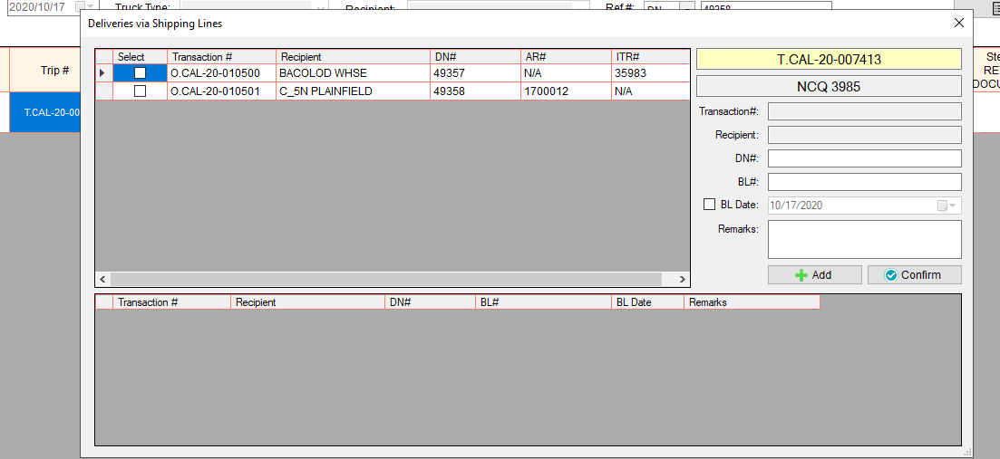 2020/10/17 Truck Type: Recipient: Ref #: DN 49358
Deliveries via Shipping Lines
Trip #
T.CAL-20-00
Select Transaction # Recipient DN# AR# ITR#
O.CAL-20-010500 BACOLOD WHSE 49357 N/A 35983
O.CAL-20-010501 C_5N PLAINFIELD 49358 1700012 N/A
T.CAL-20-007413
NCQ 3985
Transaction#:
Recipient:
DN#:
BL#:
BL Date: 10/17/2020
Remarks:
Add Confirm
Ste
RE
DOCU
Transaction # Recipient DN# BL# BL Date Remarks